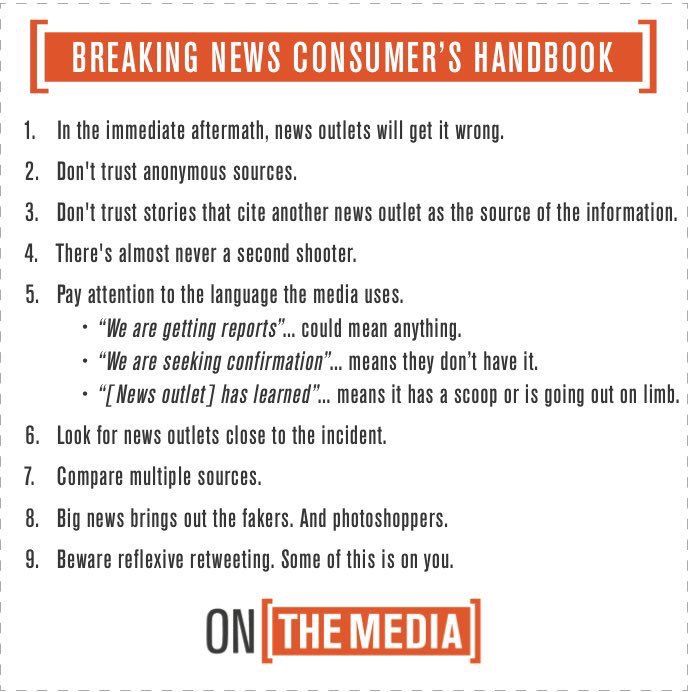 BREAKING NEWS CONSUMER'S HANDBOOK
1. In the immediate aftermath, news outlets will get it wrong.
2. Don't trust anonymous sources.
3. Don't trust stories that cite another news outlet as the source of the information.
4. There's almost never a second shooter.
5. Pay attention to the language the media uses.
• “We are getting reports”... could mean anything.
• “We are seeking confirmation”... means they don’t have it.
• “[News outlet] has learned”... means it has a scoop or is going out on limb.
6. Look for news outlets close to the incident.
7. Compare multiple sources.
8. Big news brings out the fakers. And photoshoppers.
9. Beware reflexive retweeting. Some of this is on you.
ON [THE MEDIA]